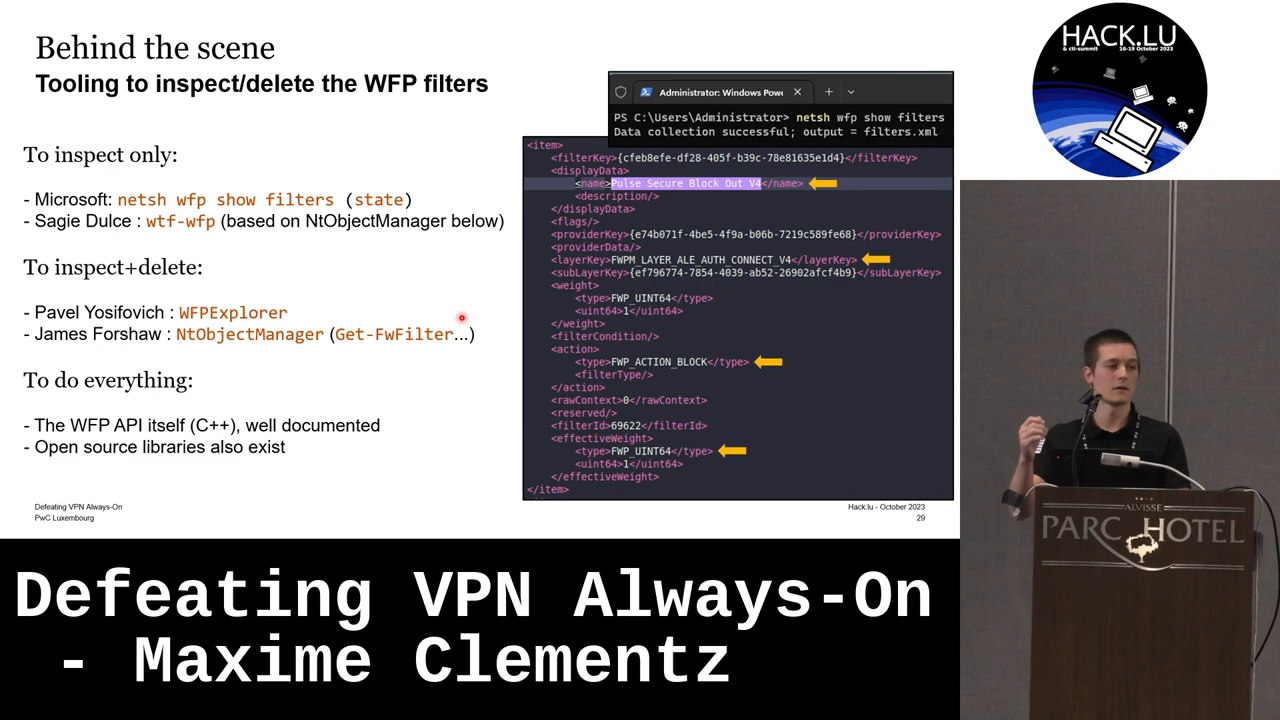 Behind the scene
Tooling to inspect/delete the WFP filters
To inspect only:
- Microsoft: netsh wfp show filters (state)
- Sagie Dulce : wtf-wfp (based on NtObjectManager below)
To inspect+delete:
- Pavel Yosifovich : WFPExplorer
- James Forshaw : NtObjectManager (Get-FwFilter...)
To do everything:
- The WFP API itself (C++), well documented
- Open source libraries also exist
Administrator: Windows Powe
PS C:\Users\Administrator> netsh wfp show filters
Data collection successful; output = filters.xml
<item>
<filterKey>{cfeb8efe-df28-405f-b39c-78e81635e1d4}</filterKey>
<displayData>
<name>Pulse Secure Block Out V4</name>
<description/>
</displayData>
<flags/>
<providerKey>{e74b071f-4be5-4f9a-b06b-7219c589fe68}</providerKey>
<providerData/>
<layerKey>FWPM_LAYER_ALE_AUTH_CONNECT_V4</layerKey>
<subLayerKey>{ef796774-7854-4039-ab52-26902afcf4b9}</subLayerKey>
<weight>
<type>FWP_UINT64</type>
<uint64>1</uint64>
</weight>
<filterCondition/>
<action>
<type>FWP_ACTION_BLOCK</type>
<filterType/>
</action>
<rawContext>0</rawContext>
<reserved/>
<filterId>69622</filterId>
<effectiveWeight>
<type>FWP_UINT64</type>
<uint64>1</uint64>
</effectiveWeight>
</item>
Defeating VPN Always-On
PwC Luxembourg
Hack.lu - October 2023
29
HACK.LU
& cti-summit 16-19 October 2023
ALVISSE
PARC HOTEL
Defeating VPN Always-On
- Maxime Clementz